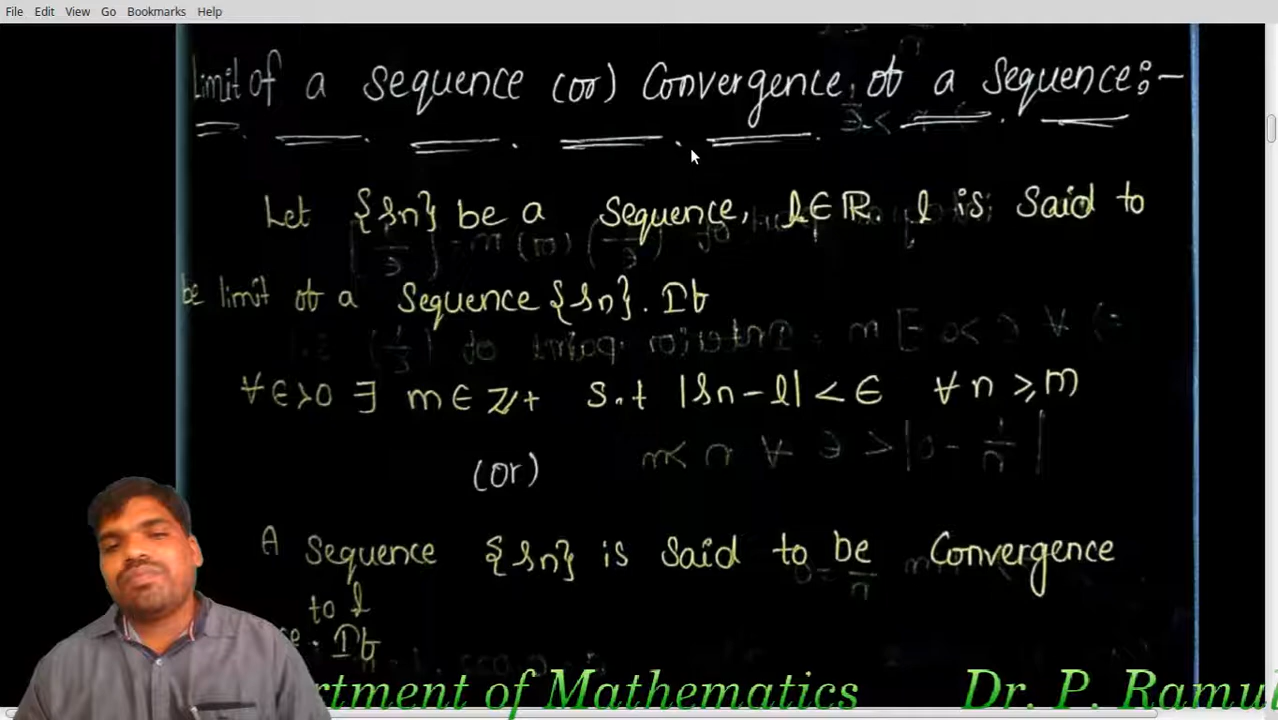 File Edit View Go Bookmarks Help
Limit of a sequence (or) Convergence of a sequence:-
Let {sn} be a sequence, l∈ℝ l is said to
be limit of a sequence {sn}. If
∀∈>0 ∃ m∈ℤ+ s.t |sn-l|<∈ ∀n≥m
(or)
A sequence {sn} is said to be Convergence
to l
If
rtment of Mathematics Dr. P. Ramu